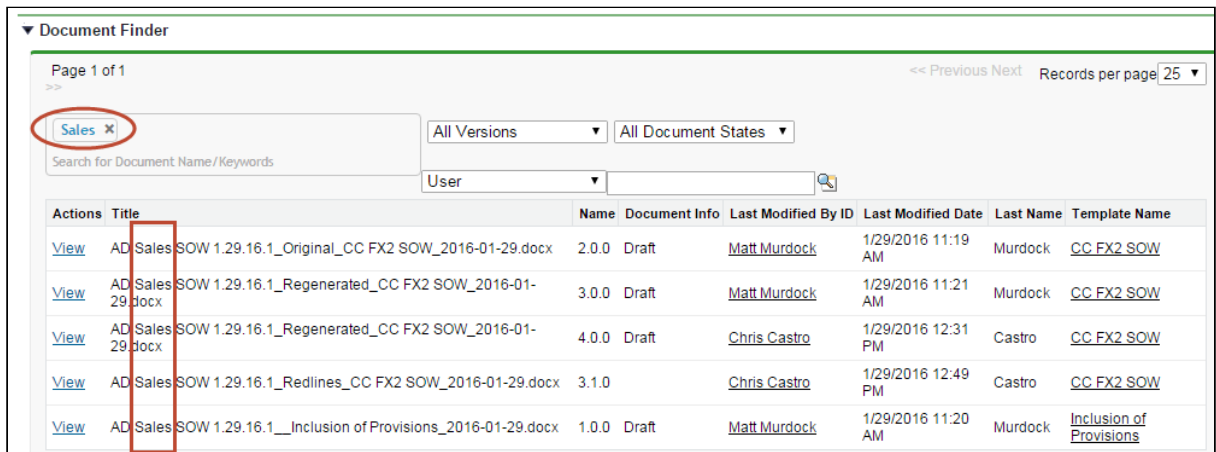 Document Finder
Page 1 of 1
<< Previous Next Records per page 25
>>
Sales ×
All Versions All Document States
Search for Document Name/Keywords
User
Actions Title Name Document Info Last Modified By ID Last Modified Date Last Name Template Name
View AD Sales SOW 1.29.16.1_Original_CC FX2 SOW_2016-01-29.docx 2.0.0 Draft Matt Murdock 1/29/2016 11:19 AM Murdock CC FX2 SOW
View AD Sales SOW 1.29.16.1_Regenerated_CC FX2 SOW_2016-01-29.docx 3.0.0 Draft Matt Murdock 1/29/2016 11:21 AM Murdock CC FX2 SOW
View AD Sales SOW 1.29.16.1_Regenerated_CC FX2 SOW_2016-01-29.docx 4.0.0 Draft Chris Castro 1/29/2016 12:31 PM Castro CC FX2 SOW
View AD Sales SOW 1.29.16.1_Redlines_CC FX2 SOW_2016-01-29.docx 3.1.0 Chris Castro 1/29/2016 12:49 PM Castro CC FX2 SOW
View AD Sales SOW 1.29.16.1__Inclusion of Provisions_2016-01-29.docx 1.0.0 Draft Matt Murdock 1/29/2016 11:20 AM Murdock Inclusion of Provisions